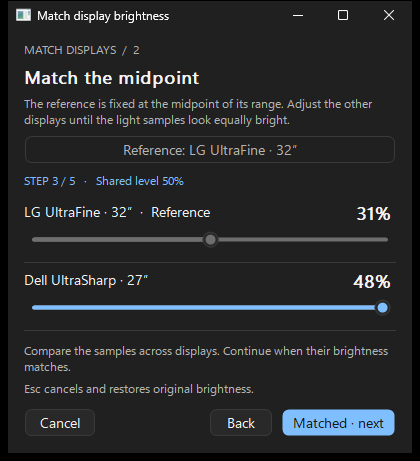 Match display brightness
MATCH DISPLAYS / 2
Match the midpoint
The reference is fixed at the midpoint of its range. Adjust the other
displays until the light samples look equally bright.
Reference: LG UltraFine · 32″
STEP 3 / 5 · Shared level 50%
LG UltraFine · 32″ · Reference
31%
Dell UltraSharp · 27″
48%
Compare the samples across displays. Continue when their brightness
matches.
Esc cancels and restores original brightness.
Cancel
Back
Matched · next